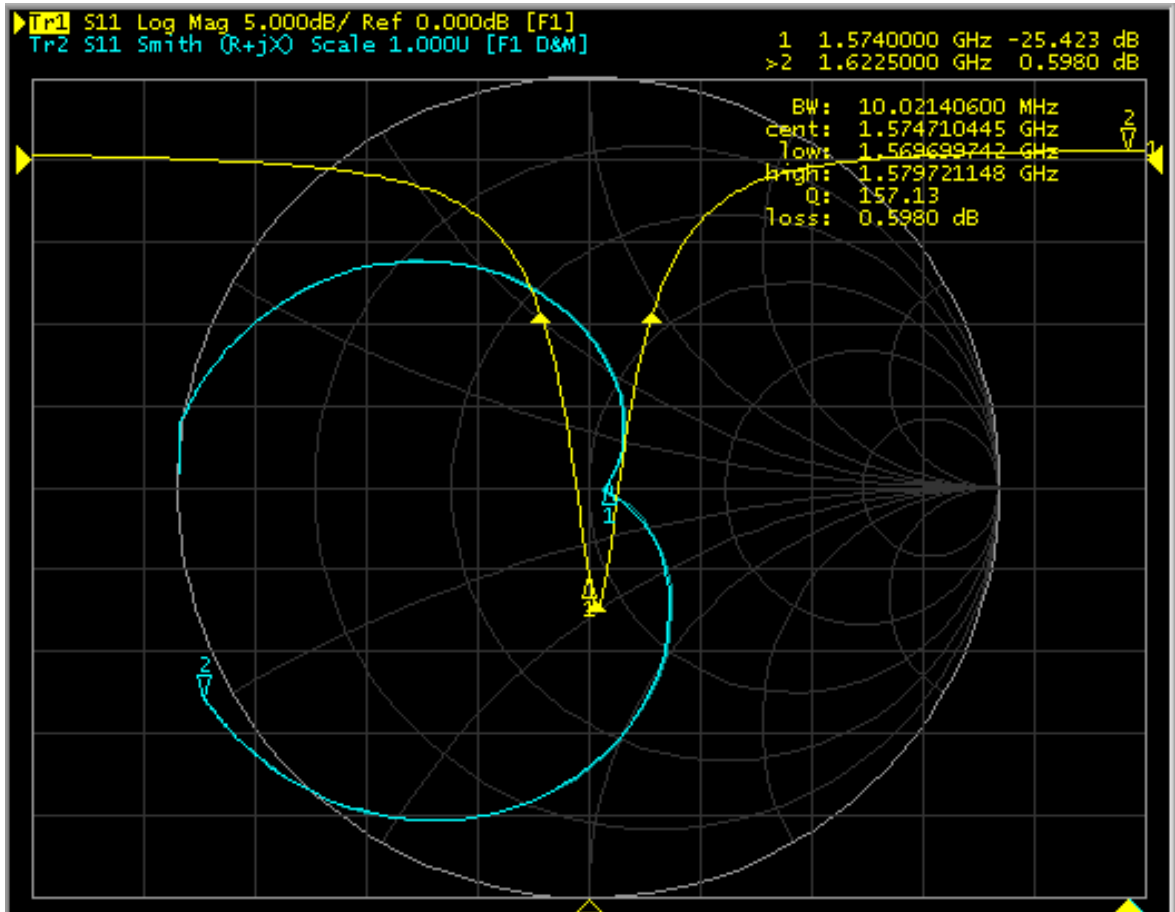 Tr1 S11 Log Mag 5.000dB/ Ref 0.000dB [F1]
Tr2 S11 Smith (R+jX) Scale 1.000U [F1 D&M]
1 1.5740000 GHz -25.423 dB
>2 1.6225000 GHz 0.5980 dB
BW: 10.02140600 MHz
cent: 1.574710445 GHz
low: 1.569699742 GHz
high: 1.579721148 GHz
Q: 157.13
loss: 0.5980 dB
2
1
1
1
2